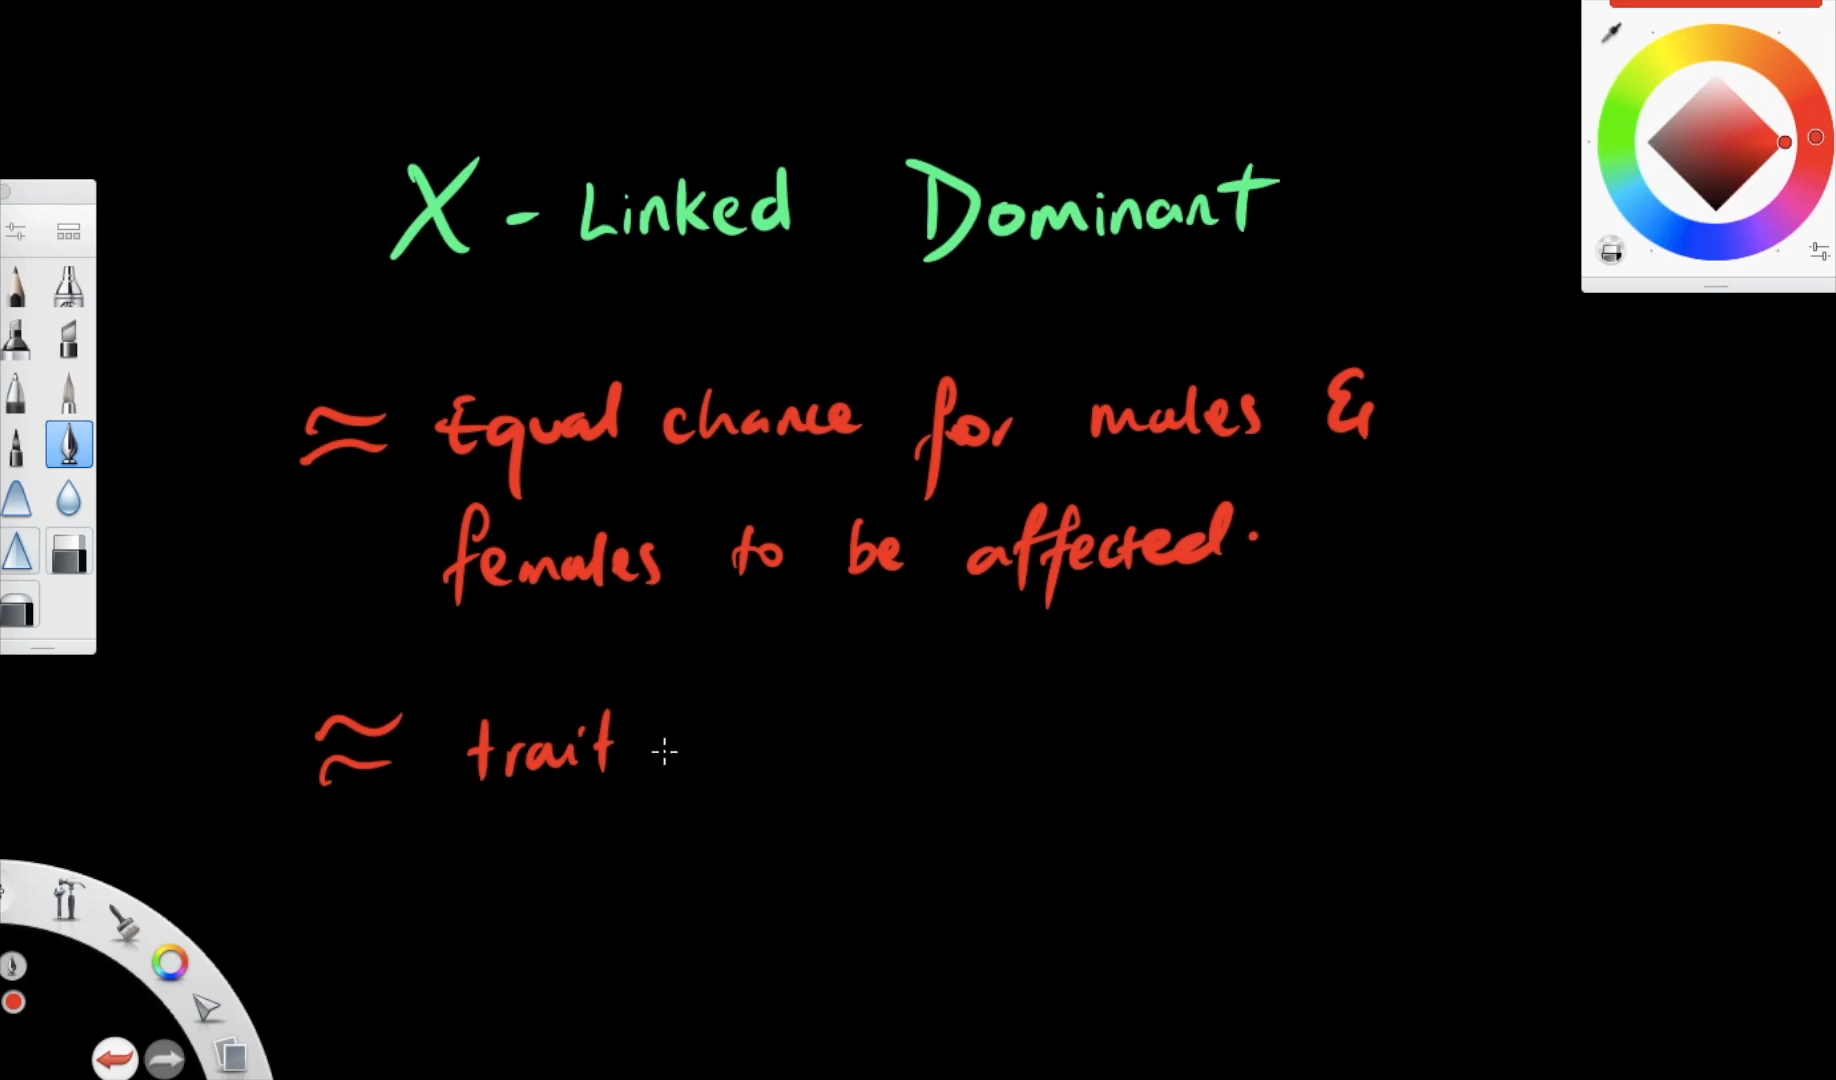 X - Linked Dominant
≈ Equal chance for males &
females to be affected.
≈ trait